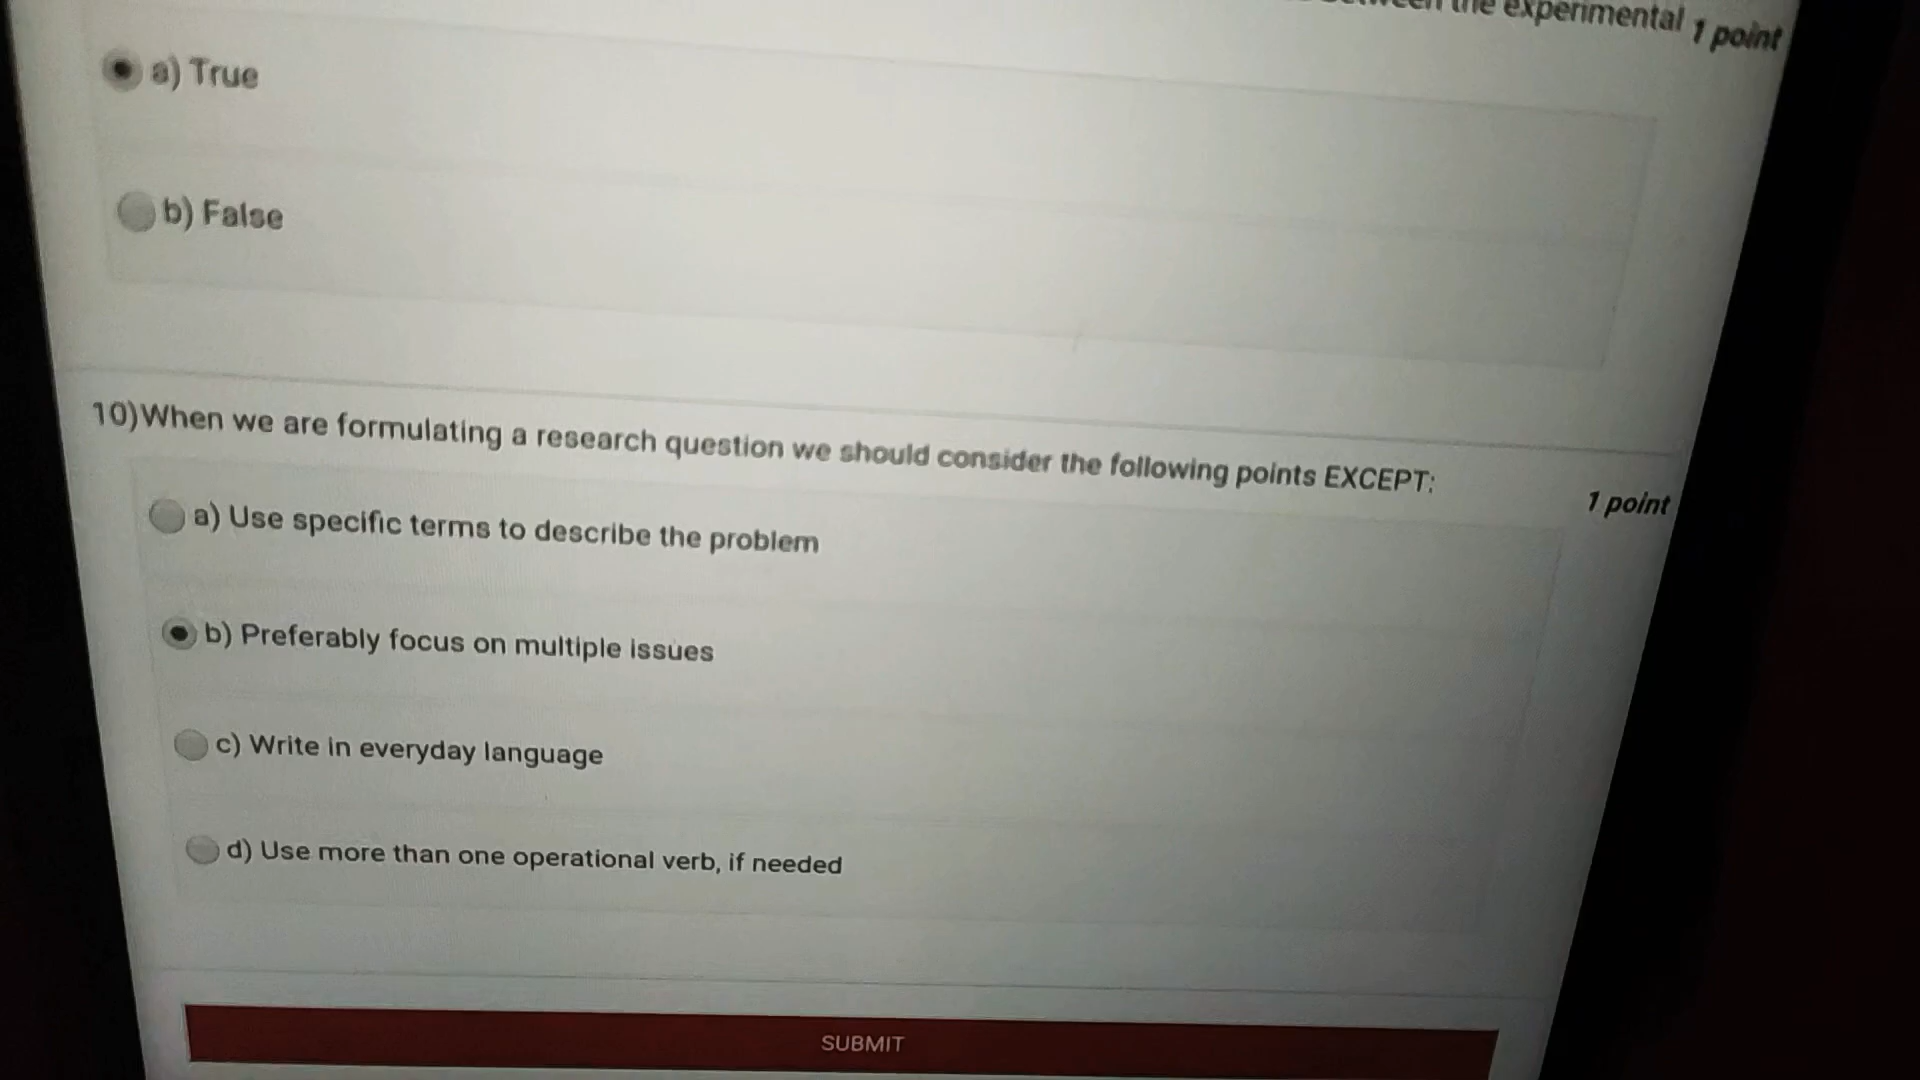 the experimental 1 point
a) True
b) False
10)When we are formulating a research question we should consider the following points EXCEPT:
1 point
a) Use specific terms to describe the problem
b) Preferably focus on multiple issues
c) Write in everyday language
d) Use more than one operational verb, if needed
SUBMIT